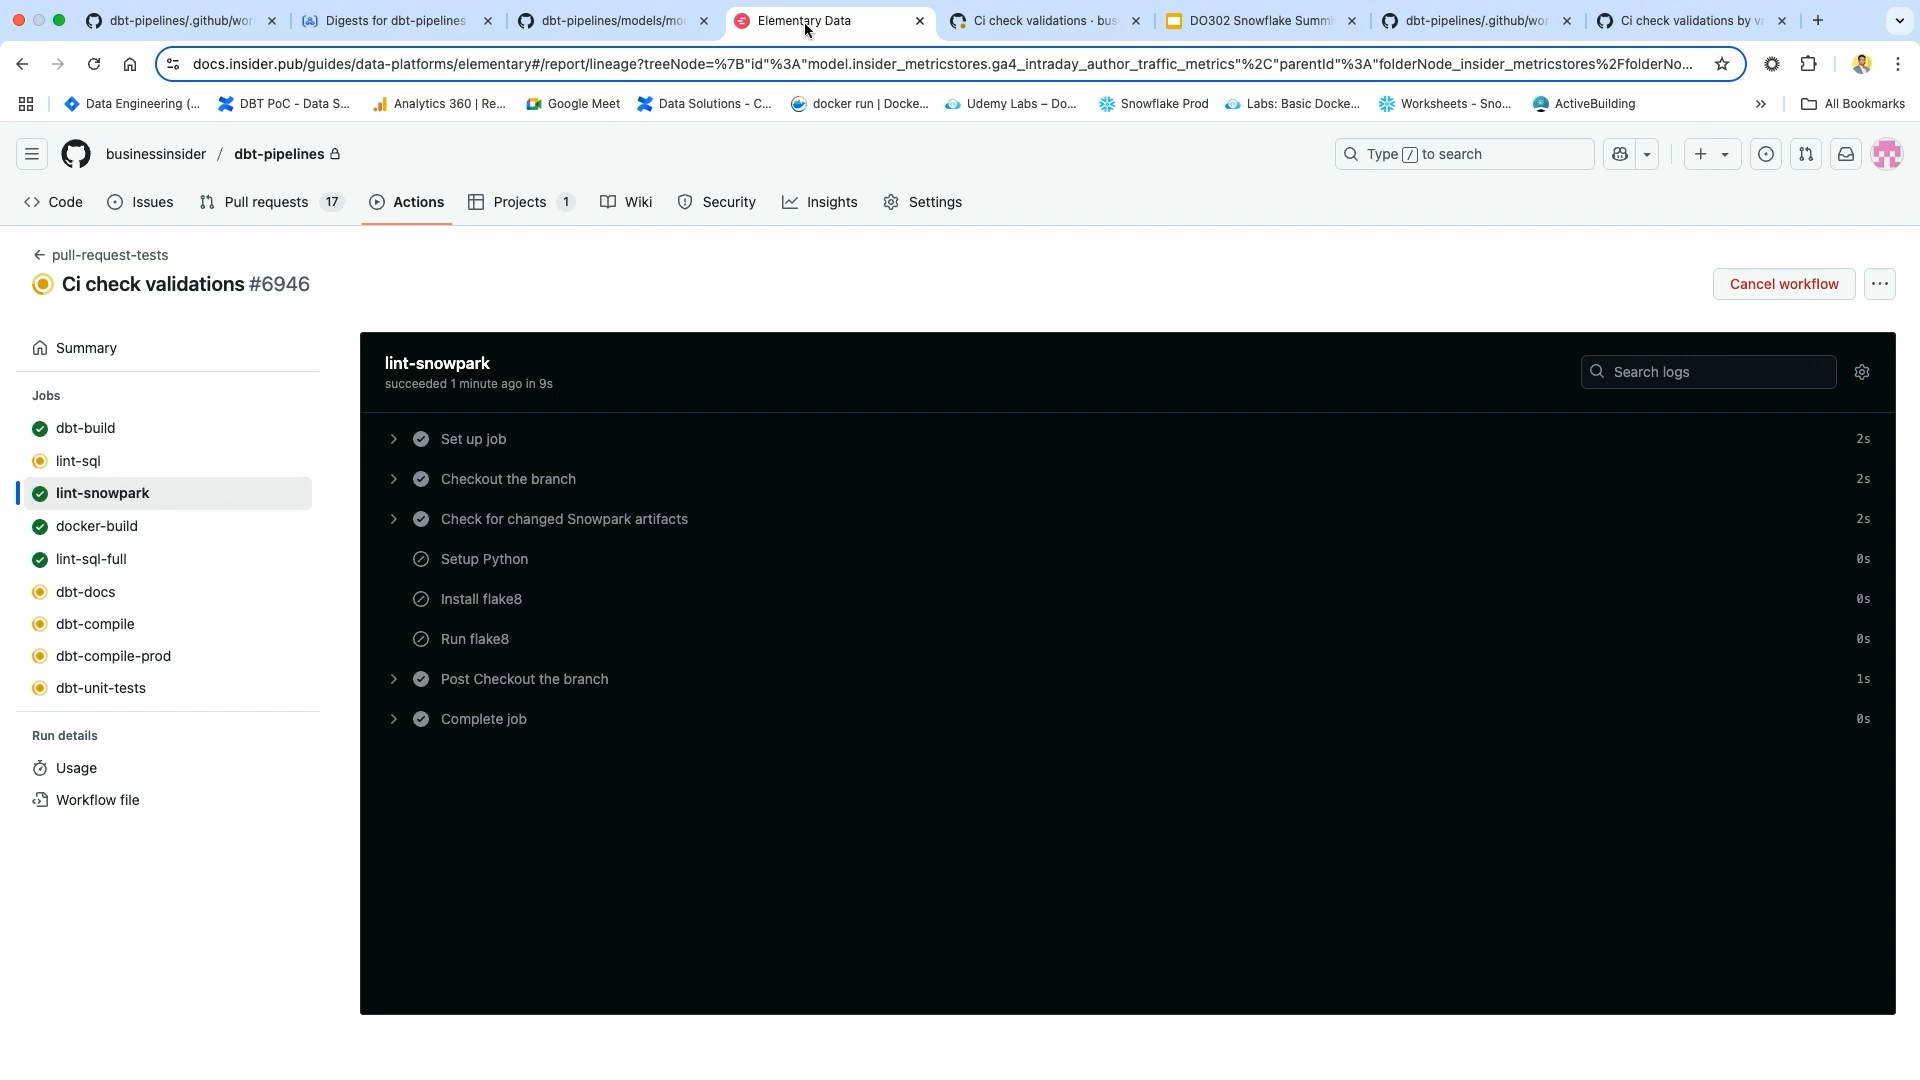 dbt-pipelines/.github/wor
Digests for dbt-pipelines
dbt-pipelines/models/mo
Elementary Data
Ci check validations · bus
DO302 Snowflake Summi
dbt-pipelines/.github/wor
Ci check validations by v
docs.insider.pub/guides/data-platforms/elementary#/report/lineage?treeNode=%7B"id"%3A"model.insider_metricstores.ga4_intraday_author_traffic_metrics"%2C"parentId"%3A"folderNode_insider_metricstores%2FfolderNo...
Data Engineering (...
DBT PoC - Data S...
Analytics 360 | Re...
Google Meet
Data Solutions - C...
docker run | Docke...
Udemy Labs – Do...
Snowflake Prod
Labs: Basic Docke...
Worksheets - Sno...
ActiveBuilding
All Bookmarks
businessinsider / dbt-pipelines
Type / to search
Code
Issues
Pull requests 17
Actions
Projects 1
Wiki
Security
Insights
Settings
pull-request-tests
Ci check validations #6946
Cancel workflow
Summary
Jobs
dbt-build
lint-sql
lint-snowpark
docker-build
lint-sql-full
dbt-docs
dbt-compile
dbt-compile-prod
dbt-unit-tests
Run details
Usage
Workflow file
lint-snowpark
succeeded 1 minute ago in 9s
Search logs
Set up job 2s
Checkout the branch 2s
Check for changed Snowpark artifacts 2s
Setup Python 0s
Install flake8 0s
Run flake8 0s
Post Checkout the branch 1s
Complete job 0s